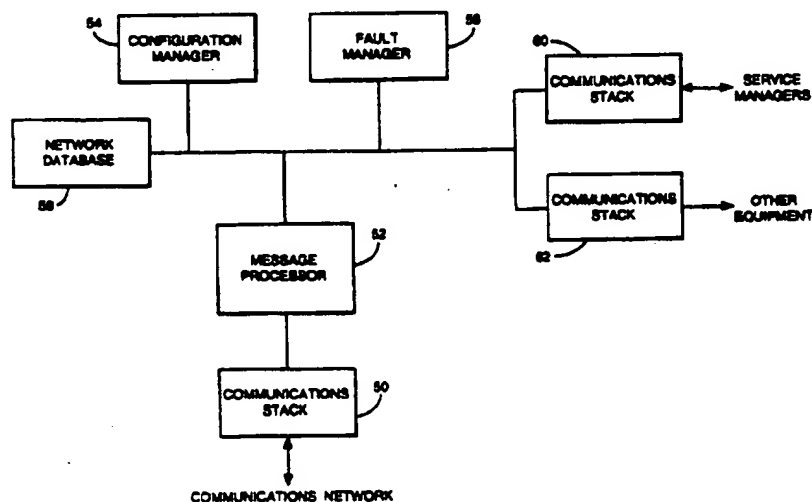 54
CONFIGURATION
MANAGER
FAULT
MANAGER
60
COMMUNICATIONS
STACK
SERVICE
MANAGERS
NETWORK
DATABASE
COMMUNICATIONS
STACK
OTHER
EQUIPMENT
62
52
MESSAGE
PROCESSOR
50
COMMUNICATIONS
STACK
COMMUNICATIONS NETWORK